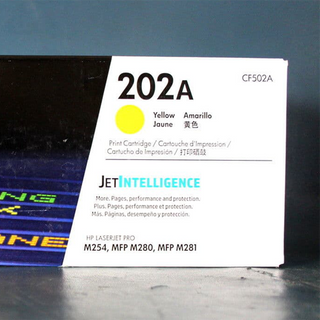 202A
CF502A
Yellow Amarillo
Jaune 黄色
Print Cartridge / Cartouche d'Impression /
Cartucho de Impresión / 打印硒鼓
JETINTELLIGENCE
More. Pages, performance and protection.
Plus. Pages, performance et protection.
Más. Páginas, desempeño y protección.
HP LASERJET PRO
M254, MFP M280, MFP M281